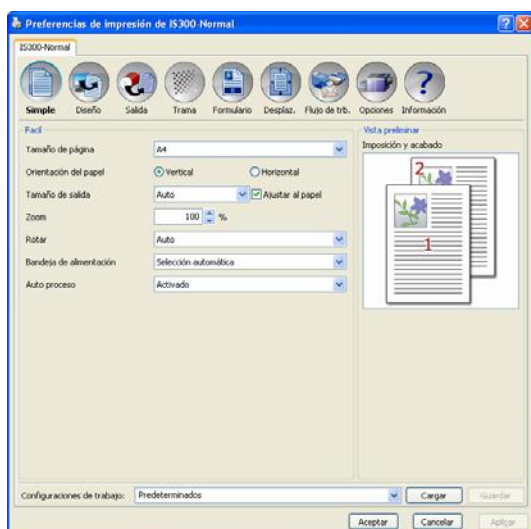 Preferencias de impresión de IS300-Normal
IS300-Normal
Simple Diseño Salida Trama Formulario Desplaz. Flujo de trb. Opciones Información
Facil
Tamaño de página A4
Orientación del papel Vertical Horizontal
Tamaño de salida Auto Ajustar al papel
Zoom 100 %
Rotar Auto
Bandeja de alimentación Selección automática
Auto proceso Activado
Vista preliminar
Imposición y acabado
2
1
Configuraciones de trabajo: Predeterminados Cargar Guardar
Aceptar Cancelar Aplicar